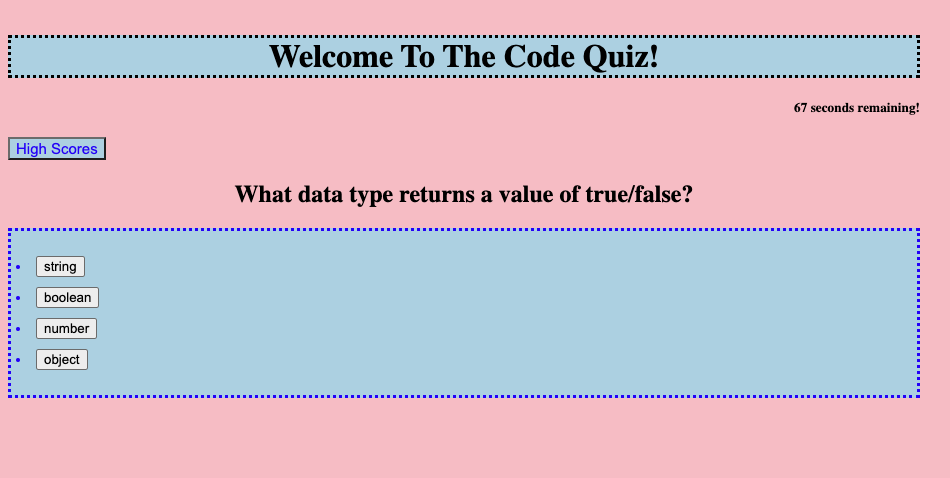 Welcome To The Code Quiz!
67 seconds remaining!
High Scores
What data type returns a value of true/false?
string
boolean
number
object